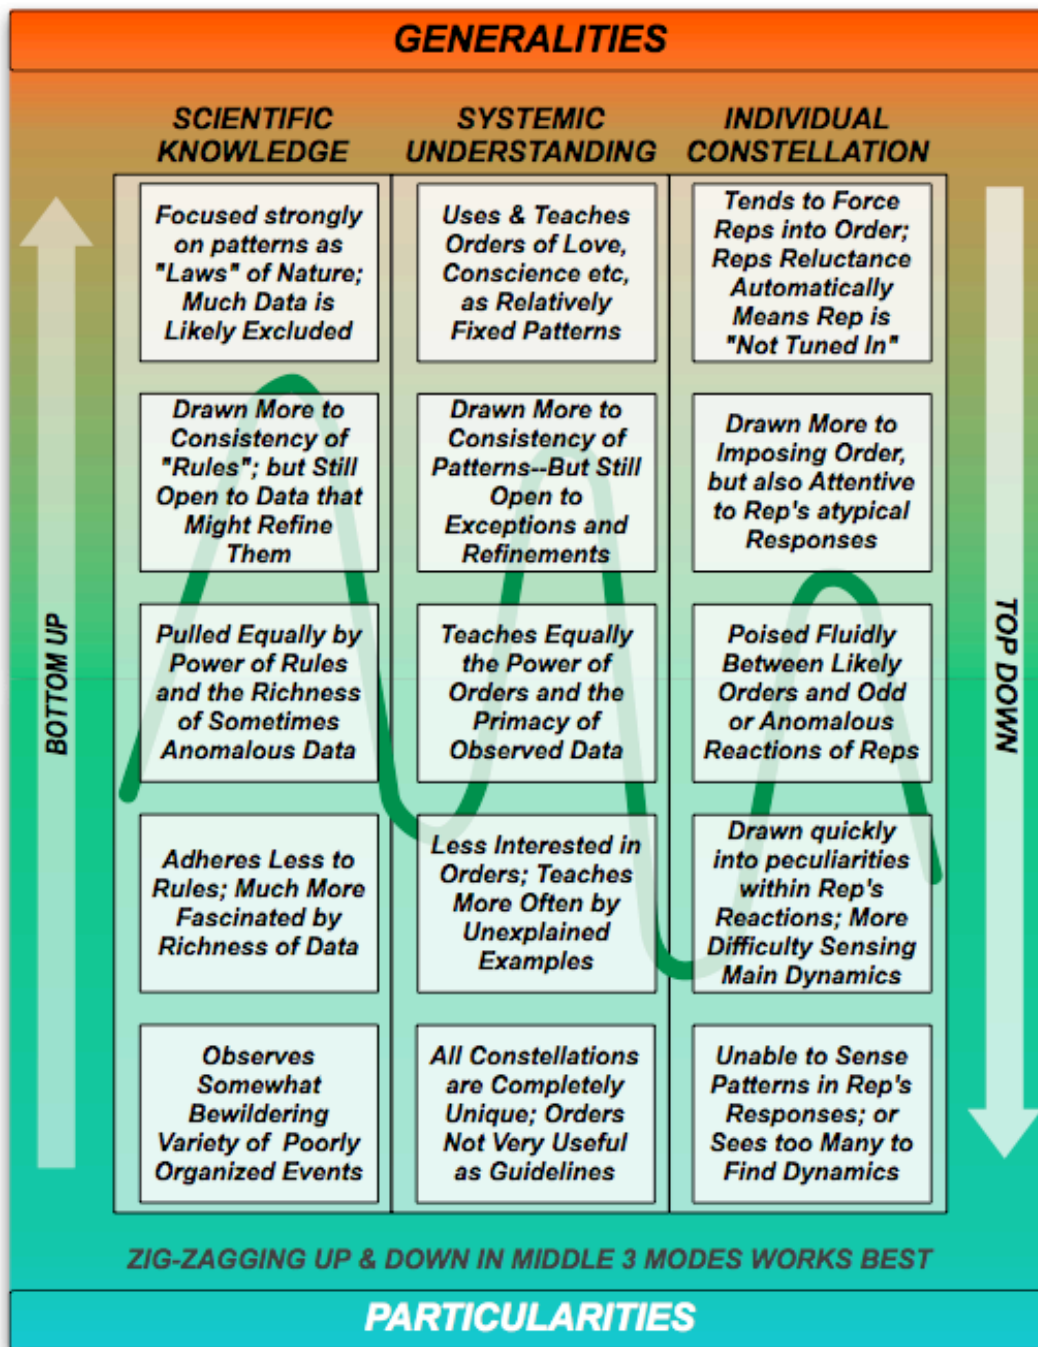 GENERALITIES
SCIENTIFIC
KNOWLEDGE
SYSTEMIC
UNDERSTANDING
INDIVIDUAL
CONSTELLATION
BOTTOM UP
Focused strongly
on patterns as
"Laws" of Nature;
Much Data is
Likely Excluded
Uses & Teaches
Orders of Love,
Conscience etc,
as Relatively
Fixed Patterns
Tends to Force
Reps into Order;
Reps Reluctance
Automatically
Means Rep is
"Not Tuned In"
Drawn More to
Consistency of
"Rules"; but Still
Open to Data that
Might Refine
Them
Drawn More to
Consistency of
Patterns--But Still
Open to
Exceptions and
Refinements
Drawn More to
Imposing Order,
but also Attentive
to Rep's atypical
Responses
Pulled Equally by
Power of Rules
and the Richness
of Sometimes
Anomalous Data
Teaches Equally
the Power of
Orders and the
Primacy of
Observed Data
Poised Fluidly
Between Likely
Orders and Odd
or Anomalous
Reactions of Reps
Adheres Less to
Rules; Much More
Fascinated by
Richness of Data
Less Interested in
Orders; Teaches
More Often by
Unexplained
Examples
Drawn quickly
into peculiarities
within Rep's
Reactions; More
Difficulty Sensing
Main Dynamics
Observes
Somewhat
Bewildering
Variety of Poorly
Organized Events
All Constellations
are Completely
Unique; Orders
Not Very Useful
as Guidelines
Unable to Sense
Patterns in Rep's
Responses; or
Sees too Many to
Find Dynamics
TOP DOWN
ZIG-ZAGGING UP & DOWN IN MIDDLE 3 MODES WORKS BEST
PARTICULARITIES